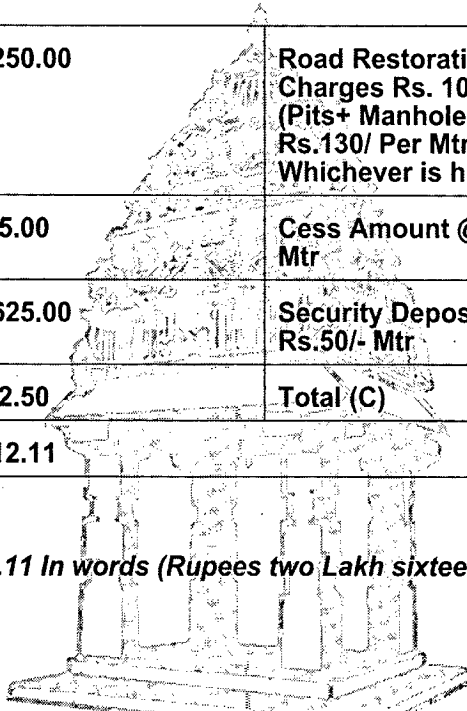 250.00 Road Restorati
Charges Rs. 10
(Pits+ Manhole
Rs.130/ Per Mtr
Whichever is h
5.00 Cess Amount @
Mtr
625.00 Security Depos
Rs.50/- Mtr
2.50 Total (C)
12.11
.11 In words (Rupees two Lakh sixtee